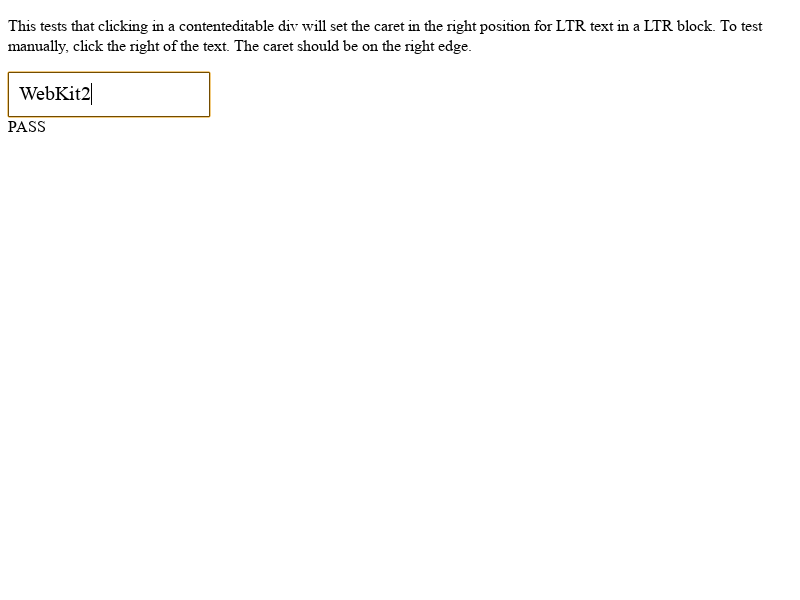 This tests that clicking in a contenteditable div will set the caret in the right position for LTR text in a LTR block. To test
manually, click the right of the text. The caret should be on the right edge.
WebKit2
PASS